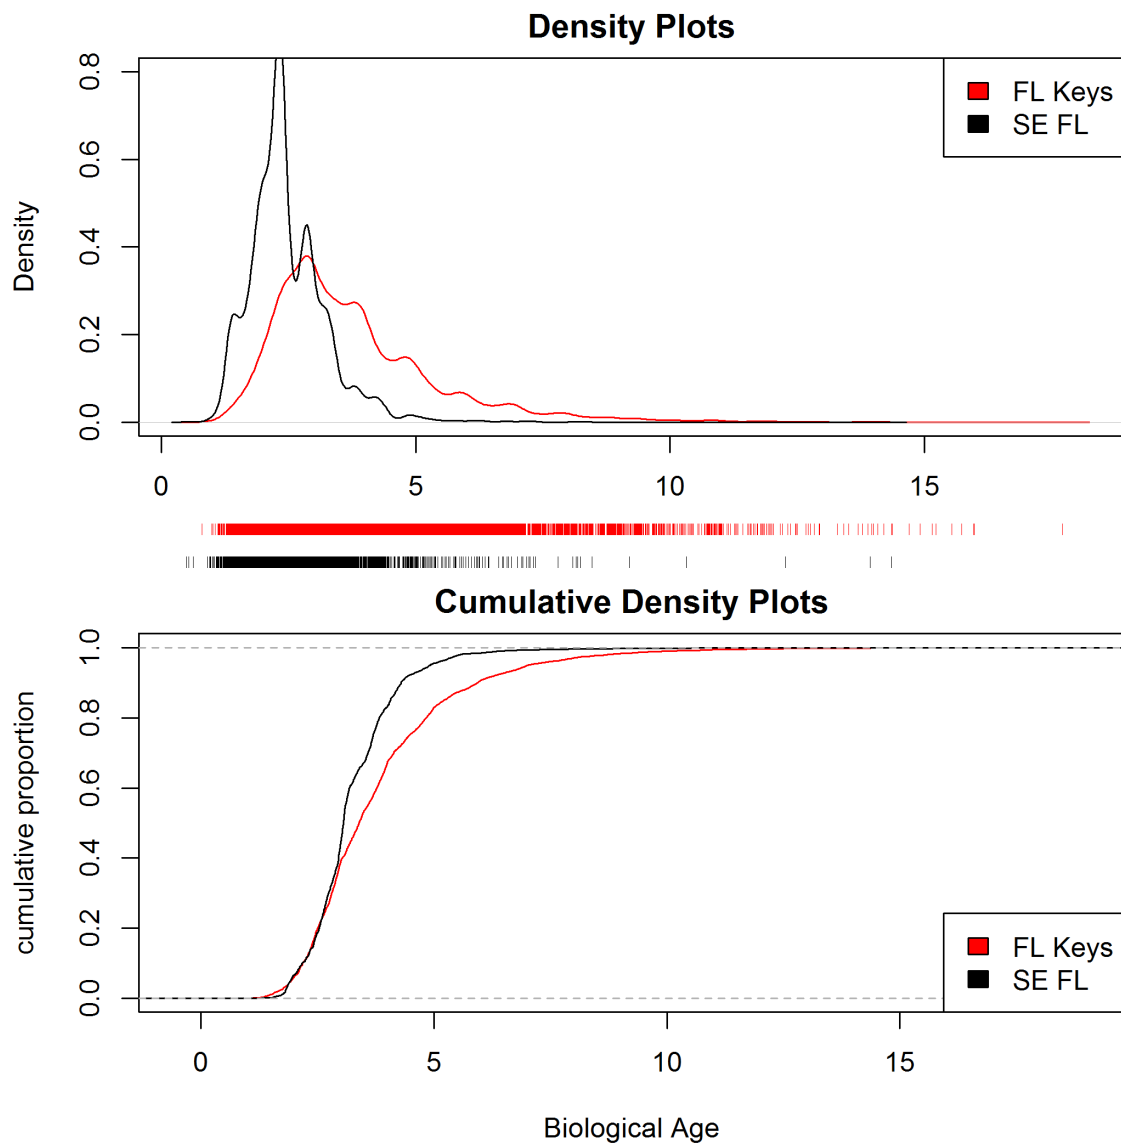 Density Plots
0.8
0.6
0.4
0.2
0.0
Density
FL Keys
SE FL
0 5 10 15
Cumulative Density Plots
1.0
0.8
0.6
0.4
0.2
0.0
cumulative proportion
FL Keys
SE FL
0 5 10 15
Biological Age